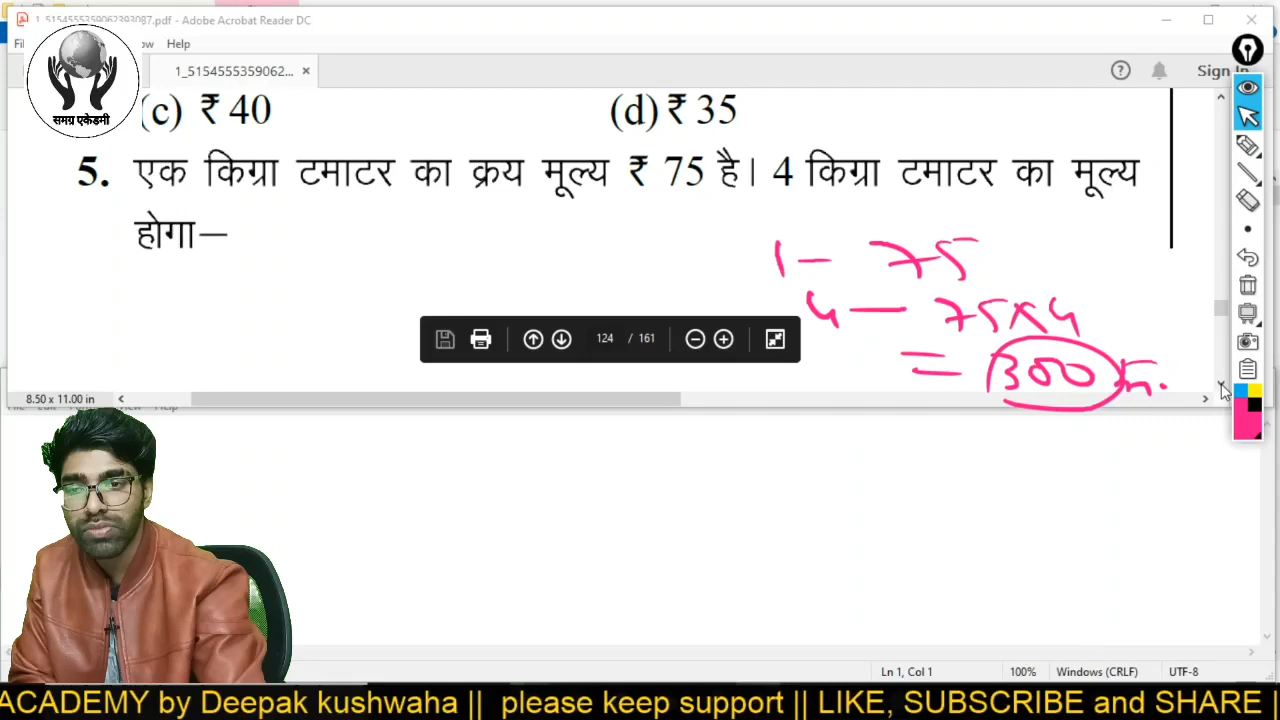 1_5154555359062393087.pdf - Adobe Acrobat Reader DC
Help
1_5154555359062...
Sign In
समग्र एकेडमी
(c) ₹ 40
(d) ₹ 35
5. एक किग्रा टमाटर का क्रय मूल्य ₹ 75 है। 4 किग्रा टमाटर का मूल्य
होगा–
1 - 75
4 — 75×4
= 300 रु.
124 / 161
8.50 x 11.00 in
Ln 1, Col 1
100%
Windows (CRLF)
UTF-8
ACADEMY by Deepak kushwaha || please keep support || LIKE, SUBSCRIBE and SHARE |